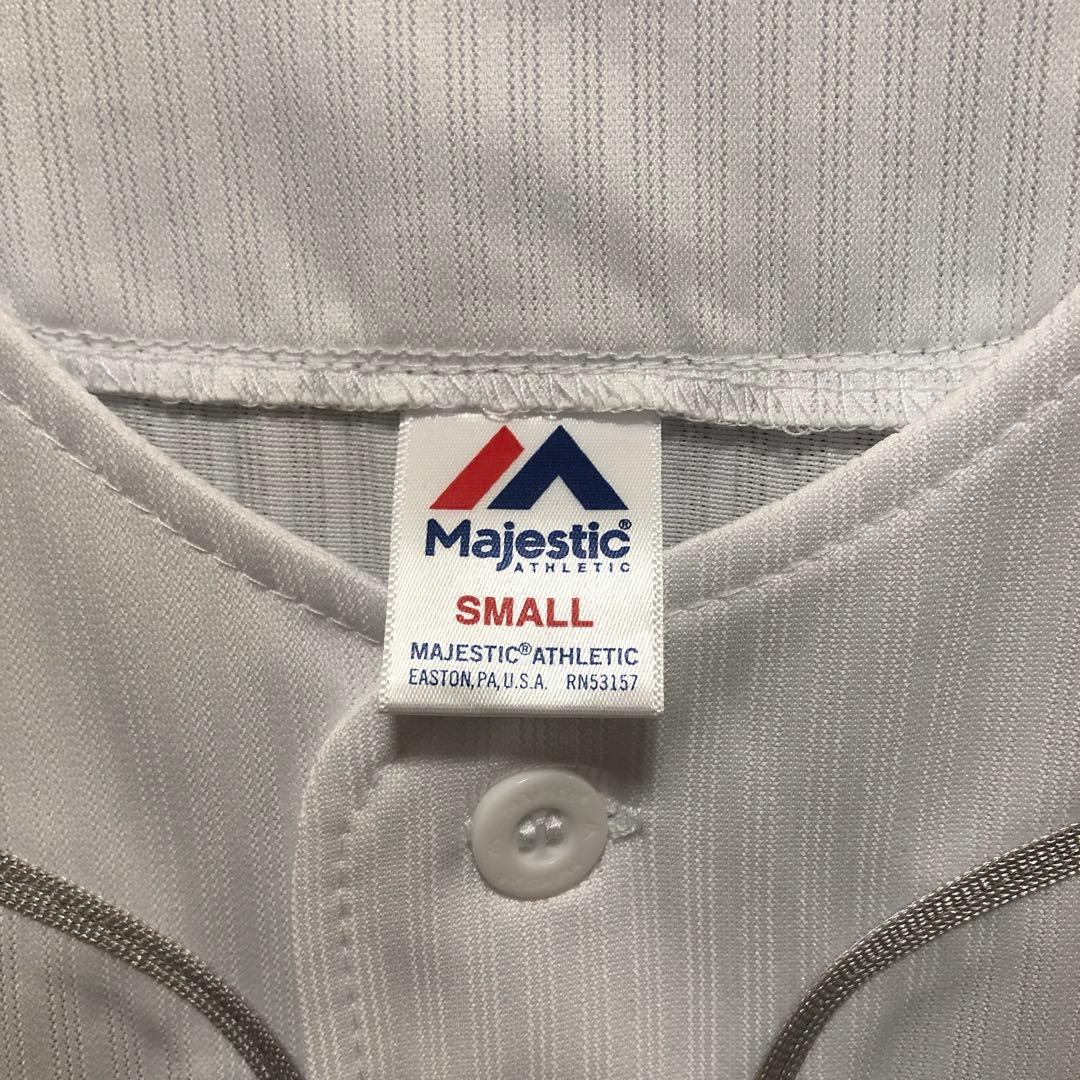 Majestic®
ATHLETIC
SMALL
MAJESTIC® ATHLETIC
EASTON, PA, U.S.A. RN53157